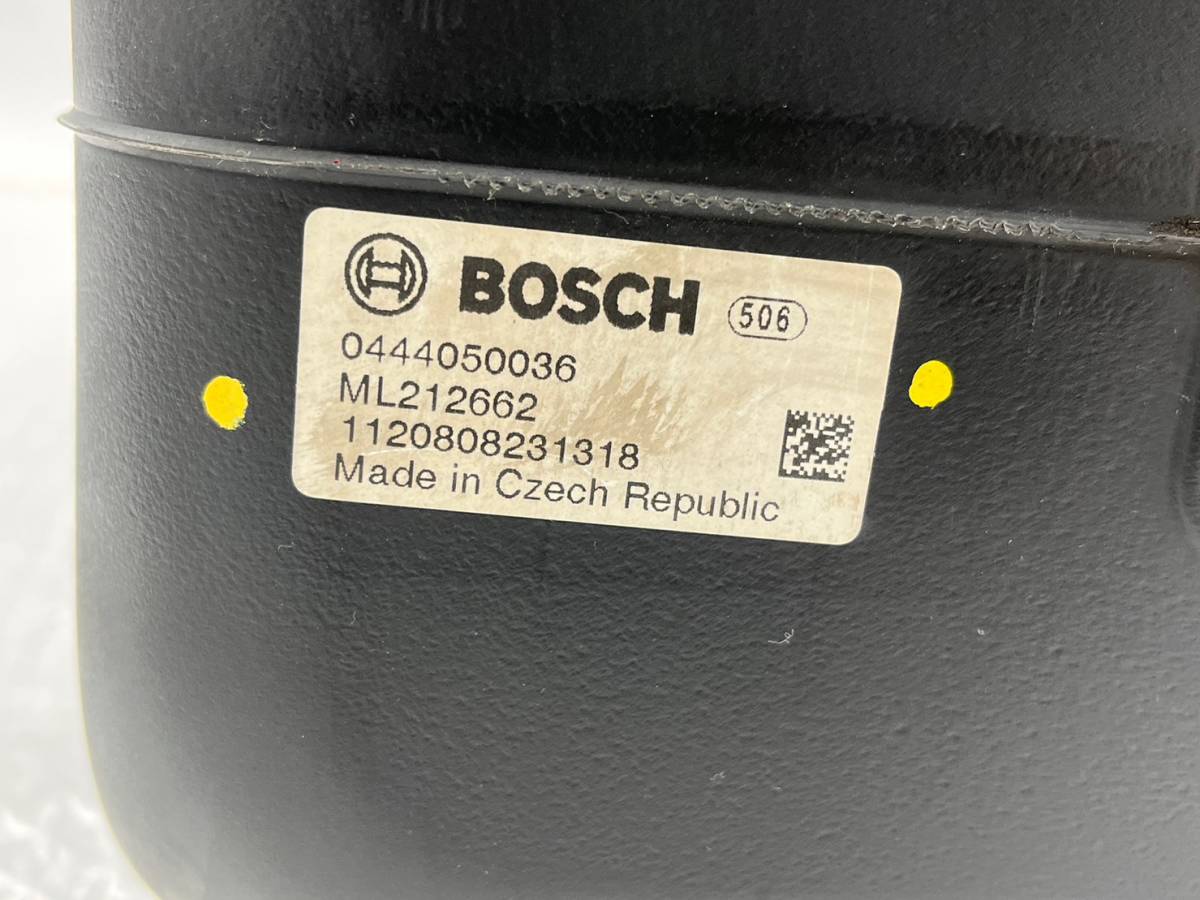 BOSCH 506
0444050036
ML212662
1120808231318
Made in Czech Republic